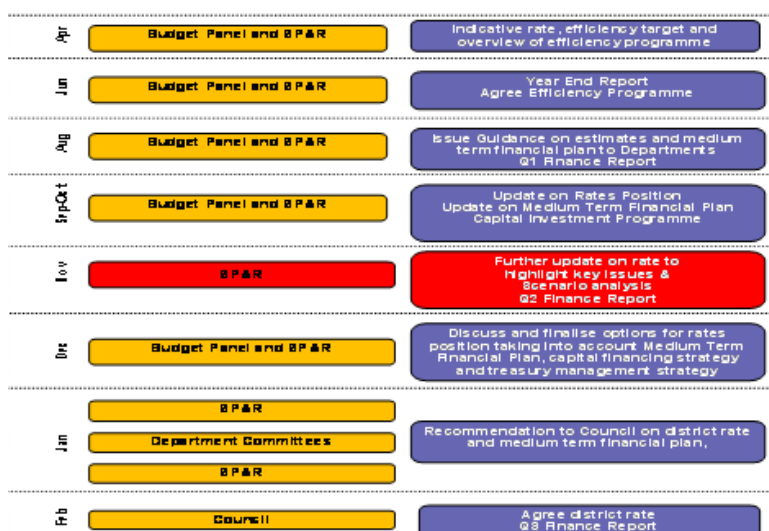 Apr
Budget Panel and SP&R
Indicative rate, efficiency target and
overview of efficiency programme
Jun
Budget Panel and SP&R
Year End Report
Agree Efficiency Programme
Aug
Budget Panel and SP&R
Issue Guidance on estimates and medium
term financial plan to Departments
Q1 Finance Report
Sep-Oct
Budget Panel and SP&R
Update on Rates Position
Update on Medium Term Financial Plan
Capital Investment Programme
Nov
SP&R
Further update on rate to
highlight key issues &
Scenario analysis
Q2 Finance Report
Dec
Budget Panel and SP&R
Discuss and finalise options for rates
position taking into account Medium Term
Financial Plan, capital financing strategy
and treasury management strategy
Jan
SP&R
Department Committees
SP&R
Recommendation to Council on district rate
and medium term financial plan,
Feb
Council
Agree district rate
Q3 Finance Report